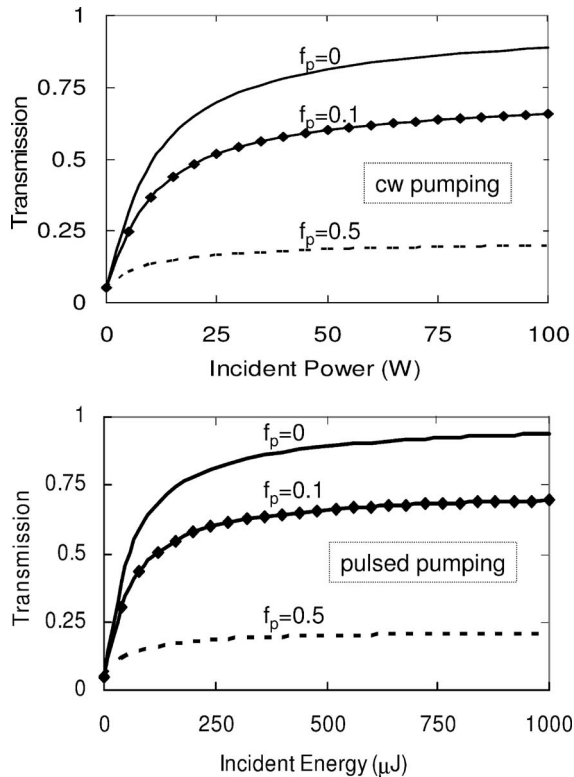 1
f_p=0
0.75
f_p=0.1
Transmission
0.5
cw pumping
f_p=0.5
0.25
0
0 25 50 75 100
Incident Power (W)
1
f_p=0
0.75
f_p=0.1
Transmission
0.5
pulsed pumping
f_p=0.5
0.25
0
0 250 500 750 1000
Incident Energy (μJ)